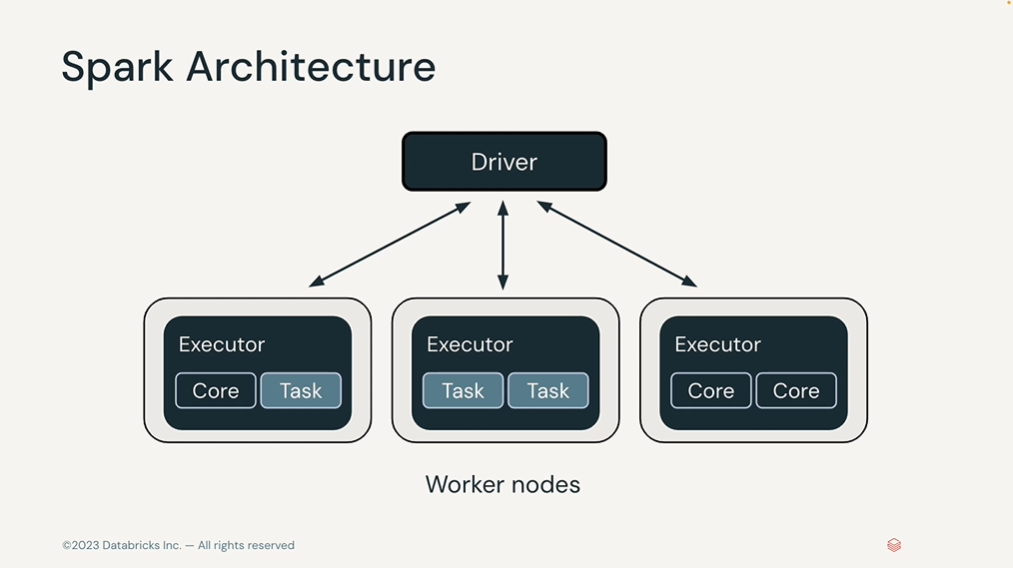 Spark Architecture
Driver
Executor
Core Task
Executor
Task Task
Executor
Core Core
Worker nodes
©2023 Databricks Inc. — All rights reserved